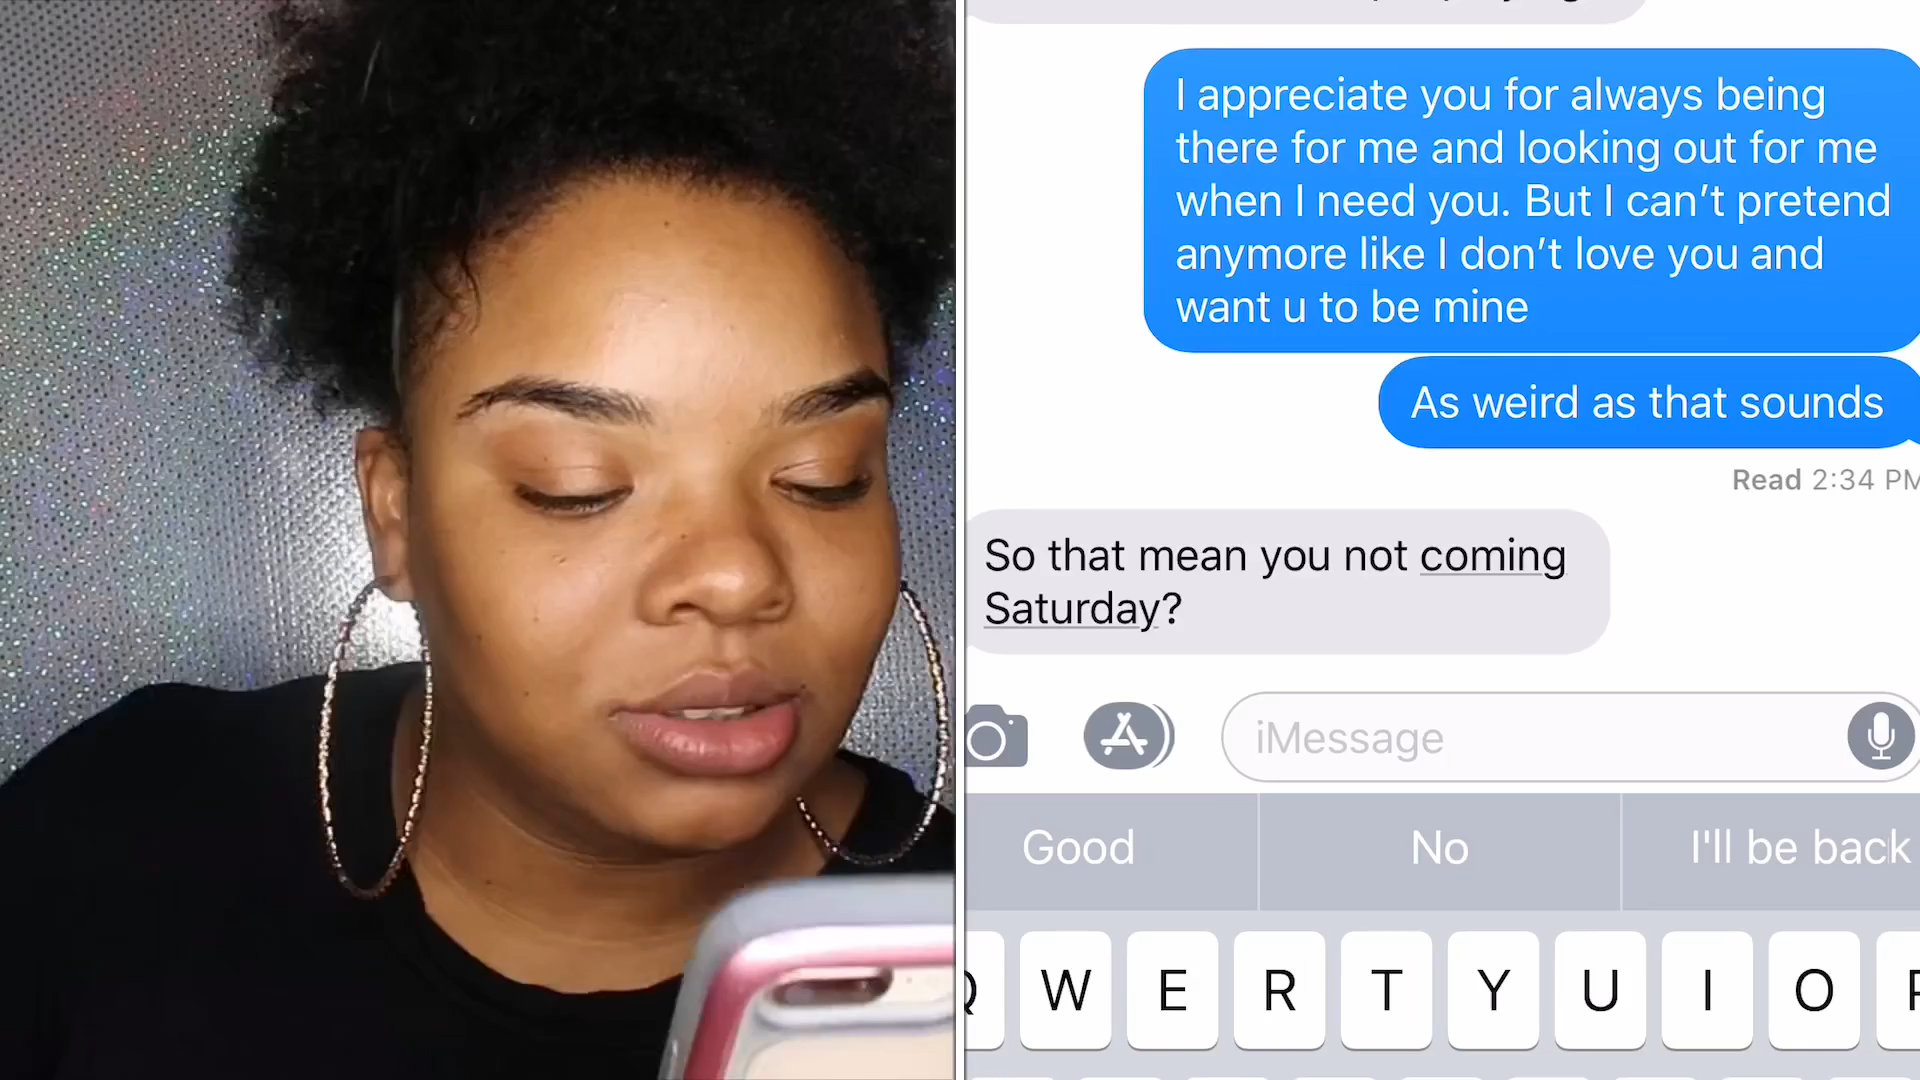 I appreciate you for always being
there for me and looking out for me
when I need you. But I can’t pretend
anymore like I don’t love you and
want u to be mine
As weird as that sounds
Read 2:34 PM
So that mean you not coming
Saturday?
iMessage
Good
No
I'll be back
Q W E R T Y U I O P